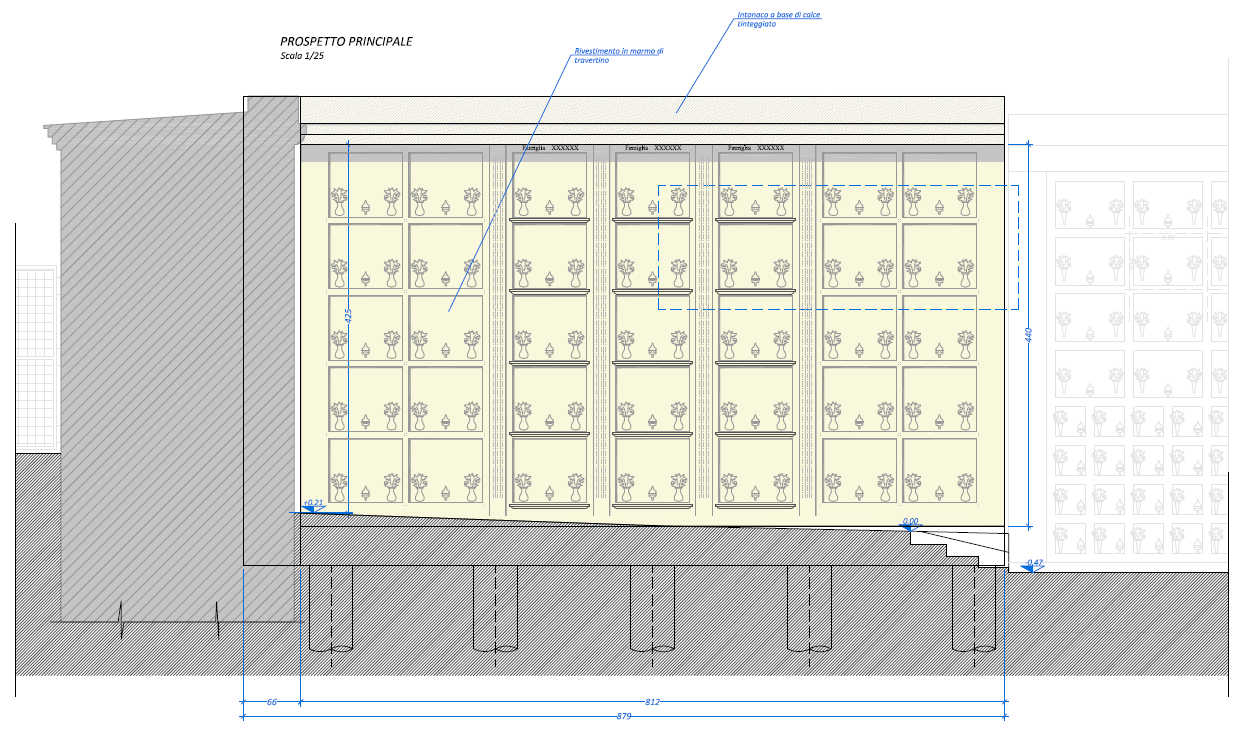 Intonaco a base di calce
tinteggiato
PROSPETTO PRINCIPALE
Scala 1/25
Rivestimento in marmo di
travertino
Famiglia XXXXXX
Famiglia XXXXXX
Famiglia XXXXXX
425
440
+0.21
0.00
-0.47
66
812
879